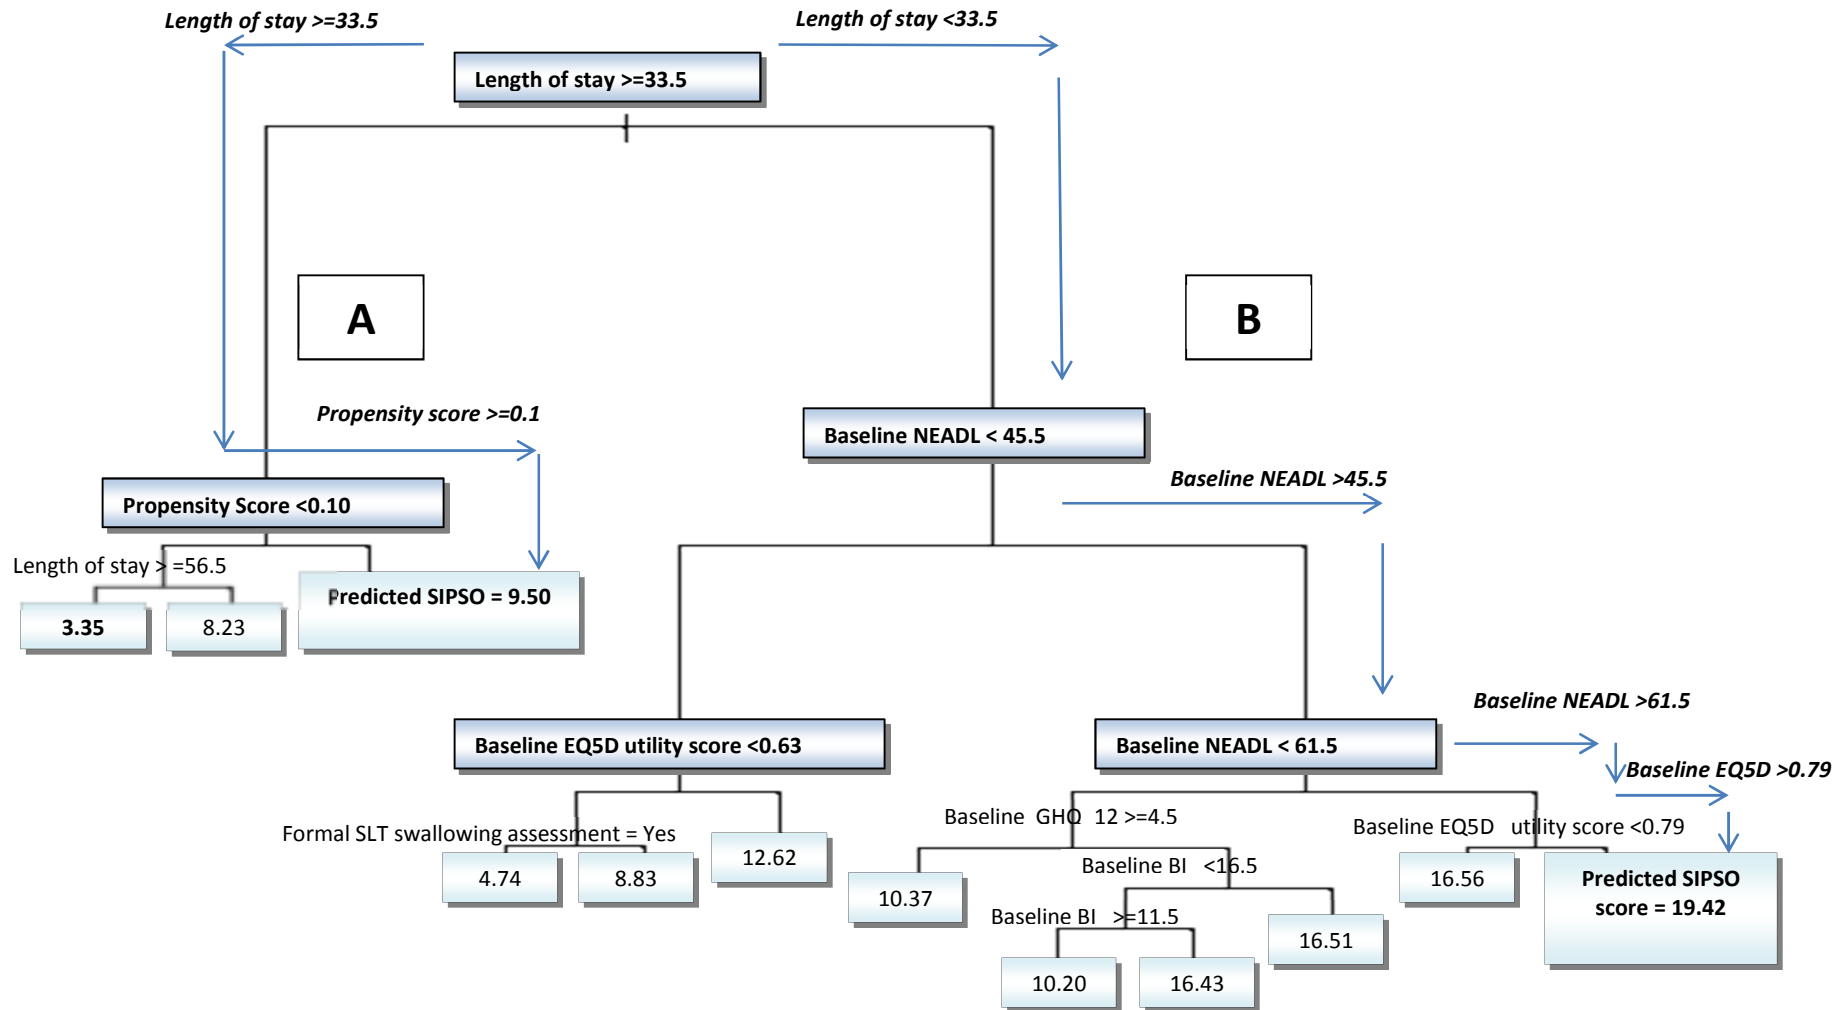 Length of stay >=33.5
Length of stay <33.5
Length of stay >=33.5
A
B
Propensity score >=0.1
Baseline NEADL < 45.5
Baseline NEADL >45.5
Propensity Score <0.10
Length of stay > =56.5
Predicted SIPSO = 9.50
3.35
8.23
Baseline NEADL >61.5
Baseline EQ5D utility score <0.63
Baseline NEADL < 61.5
Baseline EQ5D >0.79
Baseline GHQ 12 >=4.5
Baseline EQ5D utility score <0.79
Formal SLT swallowing assessment = Yes
12.62
Baseline BI <16.5
4.74
8.83
10.37
16.56
Predicted SIPSO
score = 19.42
Baseline BI >=11.5
16.51
10.20
16.43